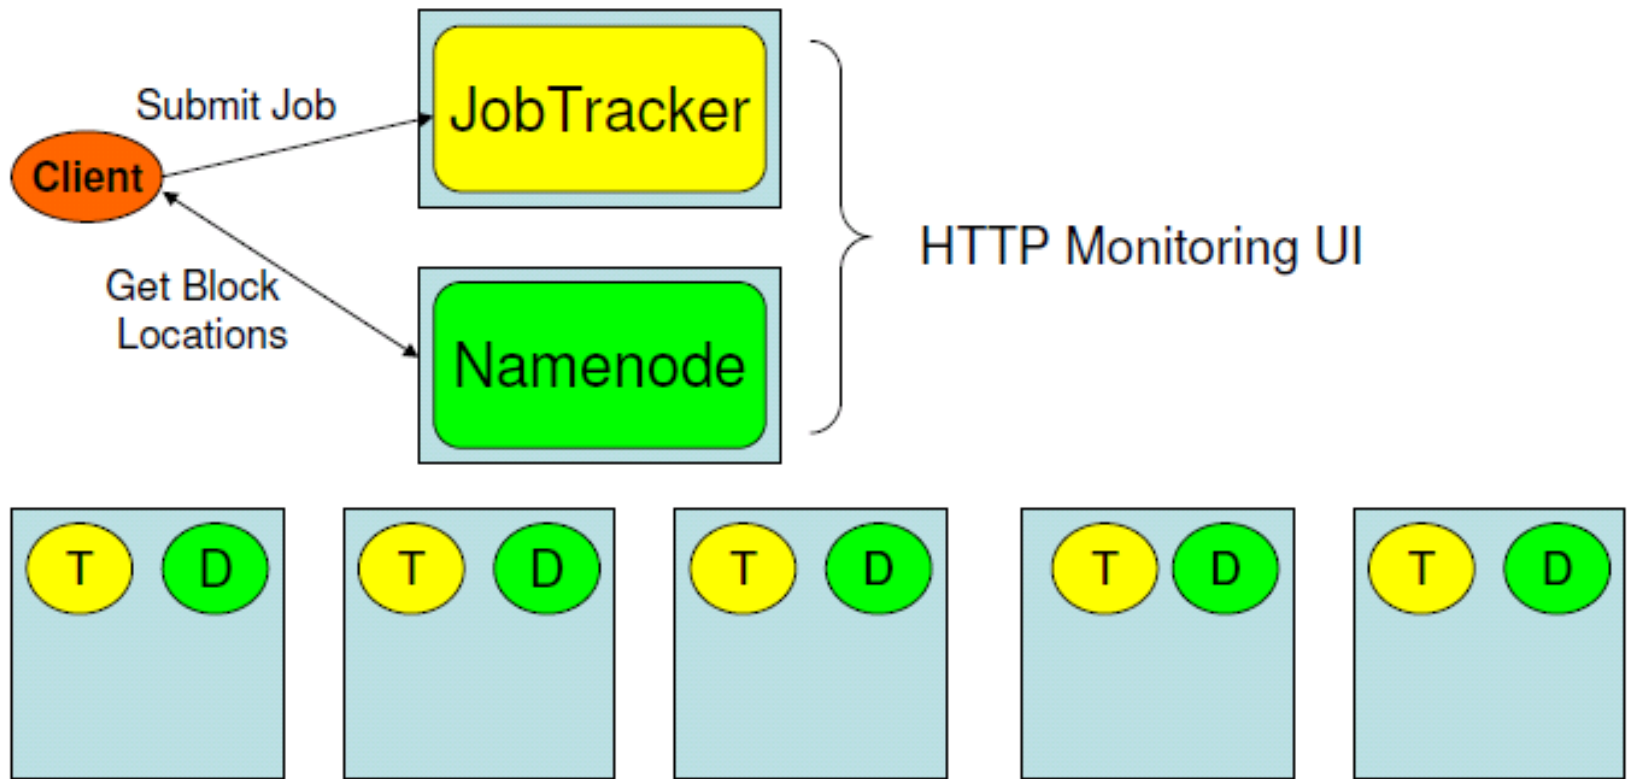 Submit Job
JobTracker
Client
HTTP Monitoring UI
Get Block
Locations
Namenode
T D T D T D T D T D